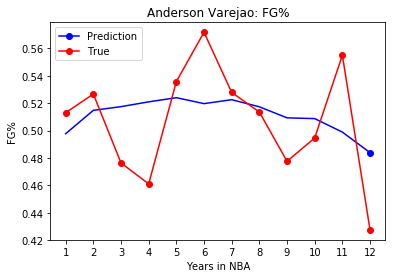 Anderson Varejao: FG%
Prediction
True
FG%
0.56
0.54
0.52
0.50
0.48
0.46
0.44
0.42
1 2 3 4 5 6 7 8 9 10 11 12
Years in NBA